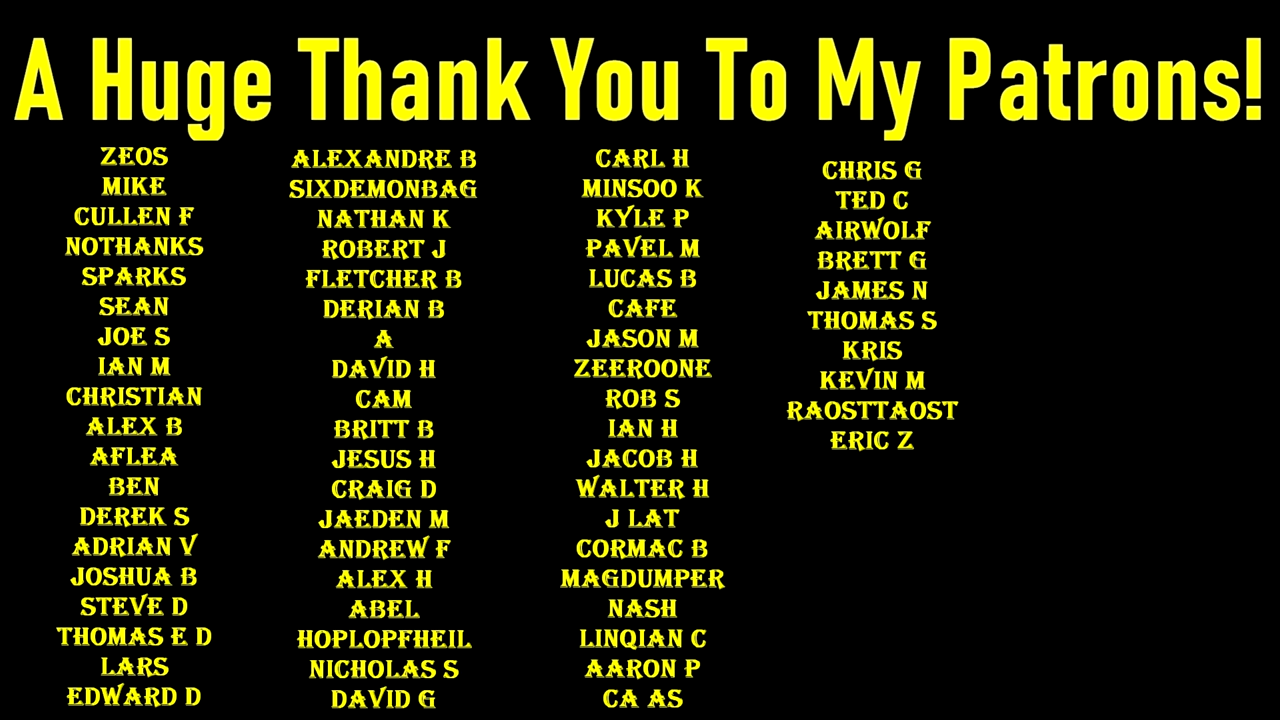 A Huge Thank You To My Patrons!
ZEOS
MIKE
CULLEN F
NOTHANKS
SPARKS
SEAN
JOE S
IAN M
CHRISTIAN
ALEX B
AFLEA
BEN
DEREK S
ADRIAN V
JOSHUA B
STEVE D
THOMAS E D
LARS
EDWARD D
ALEXANDRE B
SIXDEMONBAG
NATHAN K
ROBERT J
FLETCHER B
DERIAN B
A
DAVID H
CAM
BRITT B
JESUS H
CRAIG D
JAEDEN M
ANDREW F
ALEX H
ABEL
HOPLOPFHEIL
NICHOLAS S
DAVID G
CARL H
MINSOO K
KYLE P
PAVEL M
LUCAS B
CAFE
JASON M
ZEEROONE
ROB S
IAN H
JACOB H
WALTER H
J LAT
CORMAC B
MAGDUMPER
NASH
LINQIAN C
AARON P
CA AS
CHRIS G
TED C
AIRWOLF
BRETT G
JAMES N
THOMAS S
KRIS
KEVIN M
RAOSTTAOST
ERIC Z